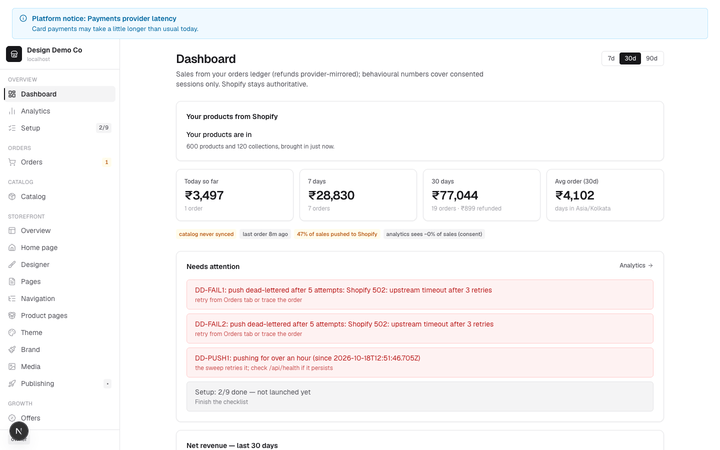 Platform notice: Payments provider latency
Card payments may take a little longer than usual today.
Design Demo Co
localhost
OVERVIEW
Dashboard
Analytics
Setup 2/9
ORDERS
Orders 1
CATALOG
Catalog
STOREFRONT
Overview
Home page
Designer
Pages
Navigation
Product pages
Theme
Brand
Media
Publishing
GROWTH
Offers
N
Dashboard
7d 30d 90d
Sales from your orders ledger (refunds provider-mirrored); behavioural numbers cover consented
sessions only. Shopify stays authoritative.
Your products from Shopify
Your products are in
600 products and 120 collections, brought in just now.
Today so far
₹3,497
1 order
7 days
₹28,830
7 orders
30 days
₹77,044
19 orders · ₹899 refunded
Avg order (30d)
₹4,102
days in Asia/Kolkata
catalog never synced
last order 8m ago
47% of sales pushed to Shopify
analytics sees ~0% of sales (consent)
Needs attention
Analytics →
DD-FAIL1: push dead-lettered after 5 attempts: Shopify 502: upstream timeout after 3 retries
retry from Orders tab or trace the order
DD-FAIL2: push dead-lettered after 5 attempts: Shopify 502: upstream timeout after 3 retries
retry from Orders tab or trace the order
DD-PUSH1: pushing for over an hour (since 2026-10-18T12:51:46.705Z)
the sweep retries it; check /api/health if it persists
Setup: 2/9 done — not launched yet
Finish the checklist
Net revenue — last 30 days